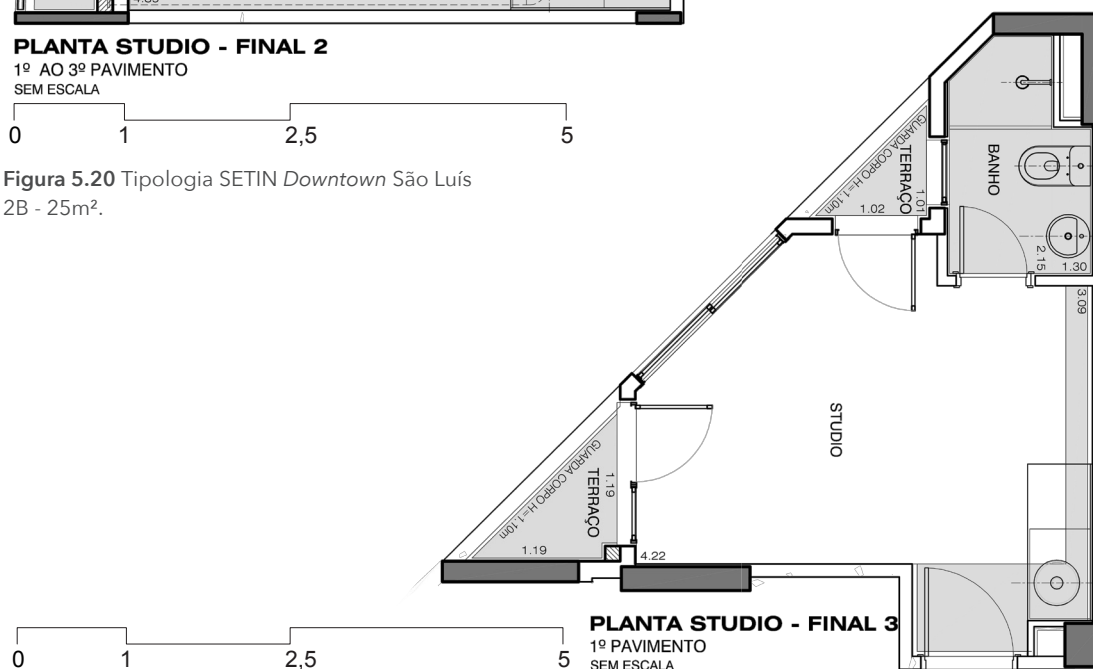 PLANTA STUDIO - FINAL 2
1º AO 3º PAVIMENTO
SEM ESCALA
0 1 2,5 5
Figura 5.20 Tipologia SETIN Downtown São Luís
2B - 25m².
GUARDA CORPO H=1.10m
TERRAÇO
1.01
1.02
BANHO
2.15
1.30
3.09
STUDIO
GUARDA CORPO H=1.10m
TERRAÇO
1.19
1.19
4.22
PLANTA STUDIO - FINAL 3
1º PAVIMENTO
SEM ESCALA
0 1 2,5 5